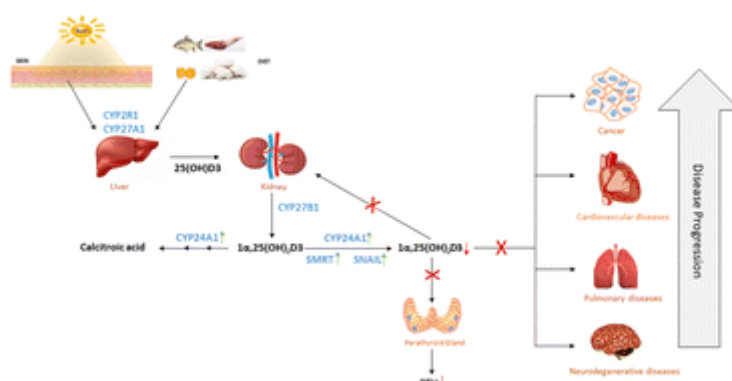 SKIN
DIET
CYP2R1
CYP27A1
Liver
25(OH)D3
Kidney
CYP27B1
Calcitroic acid
CYP24A1↑
1α,25(OH)₂D3
CYP24A1↑
SMRT↑ SNAIL↑
1α,25(OH)₂D3↓
Parathyroid Gland
Cancer
Cardiovascular diseases
Pulmonary diseases
Neurodegenerative diseases
Disease Progression